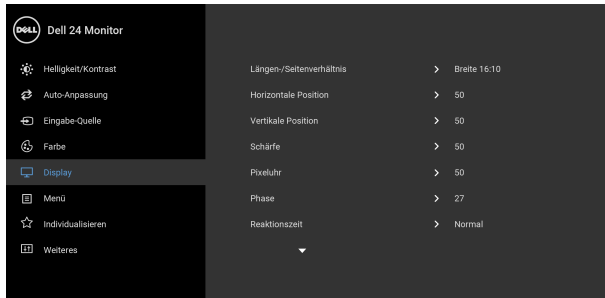 DELL Dell 24 Monitor
Helligkeit/Kontrast Längen-/Seitenverhältnis Breite 16:10
Auto-Anpassung Horizontale Position 50
Eingabe-Quelle Vertikale Position 50
Farbe Schärfe 50
Display Pixeluhr 50
Menü Phase 27
Individualisieren Reaktionszeit Normal
Weiteres